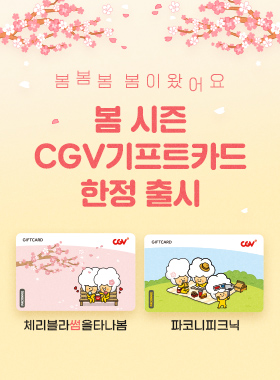 봄봄봄 봄이 왔어요
봄 시즌
CGV기프트카드
한정 출시
GIFTCARD CGV
GIFTCARD CGV
체리블라썸올타나봄
파코니피크닉